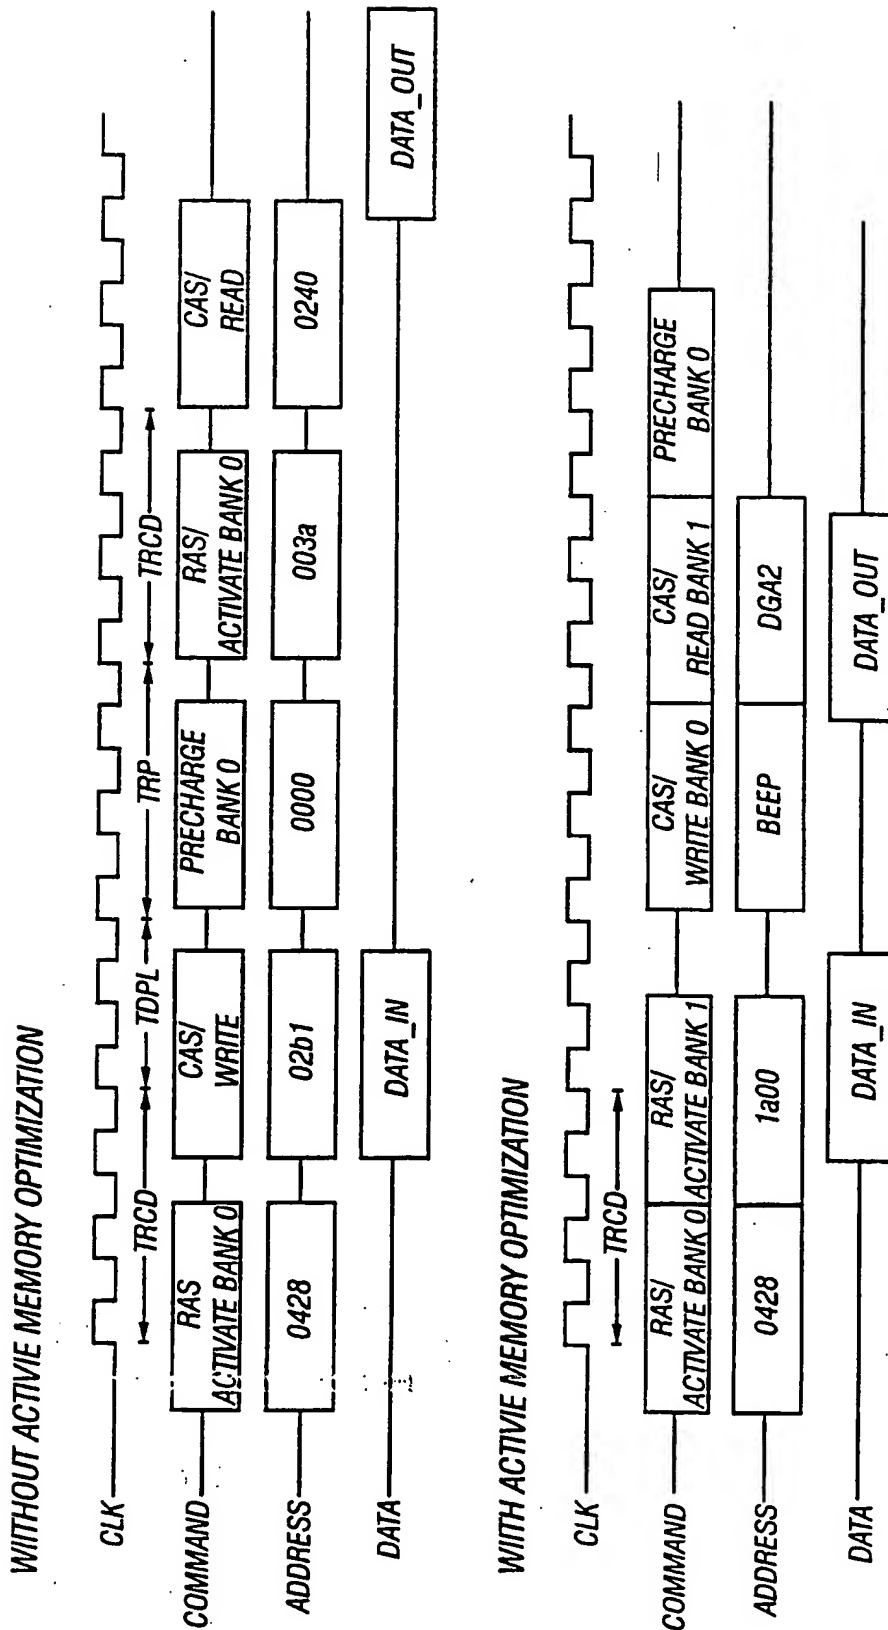 WIITHOUT ACTIVIE MEMORY OPTIMIZATION
CLK
TRCD
TDPL
TRP
TRCD
COMMAND
RAS
ACTIVATE BANK 0
CAS/
WRITE
PRECHARGE
BANK 0
RAS/
ACTIVATE BANK 0
CAS/
READ
ADDRESS
0428
02b1
0000
003a
0240
DATA
DATA_IN
DATA_OUT
WIITH ACTIVIE MEMORY OPTIMIZATION
CLK
TRCD
COMMAND
RAS/
ACTIVATE BANK 0
RAS/
ACTIVATE BANK 1
CAS/
WRITE BANK 0
CAS/
READ BANK 1
PRECHARGE
BANK 0
ADDRESS
0428
1a00
BEEP
DGA2
DATA
DATA_IN
DATA_OUT